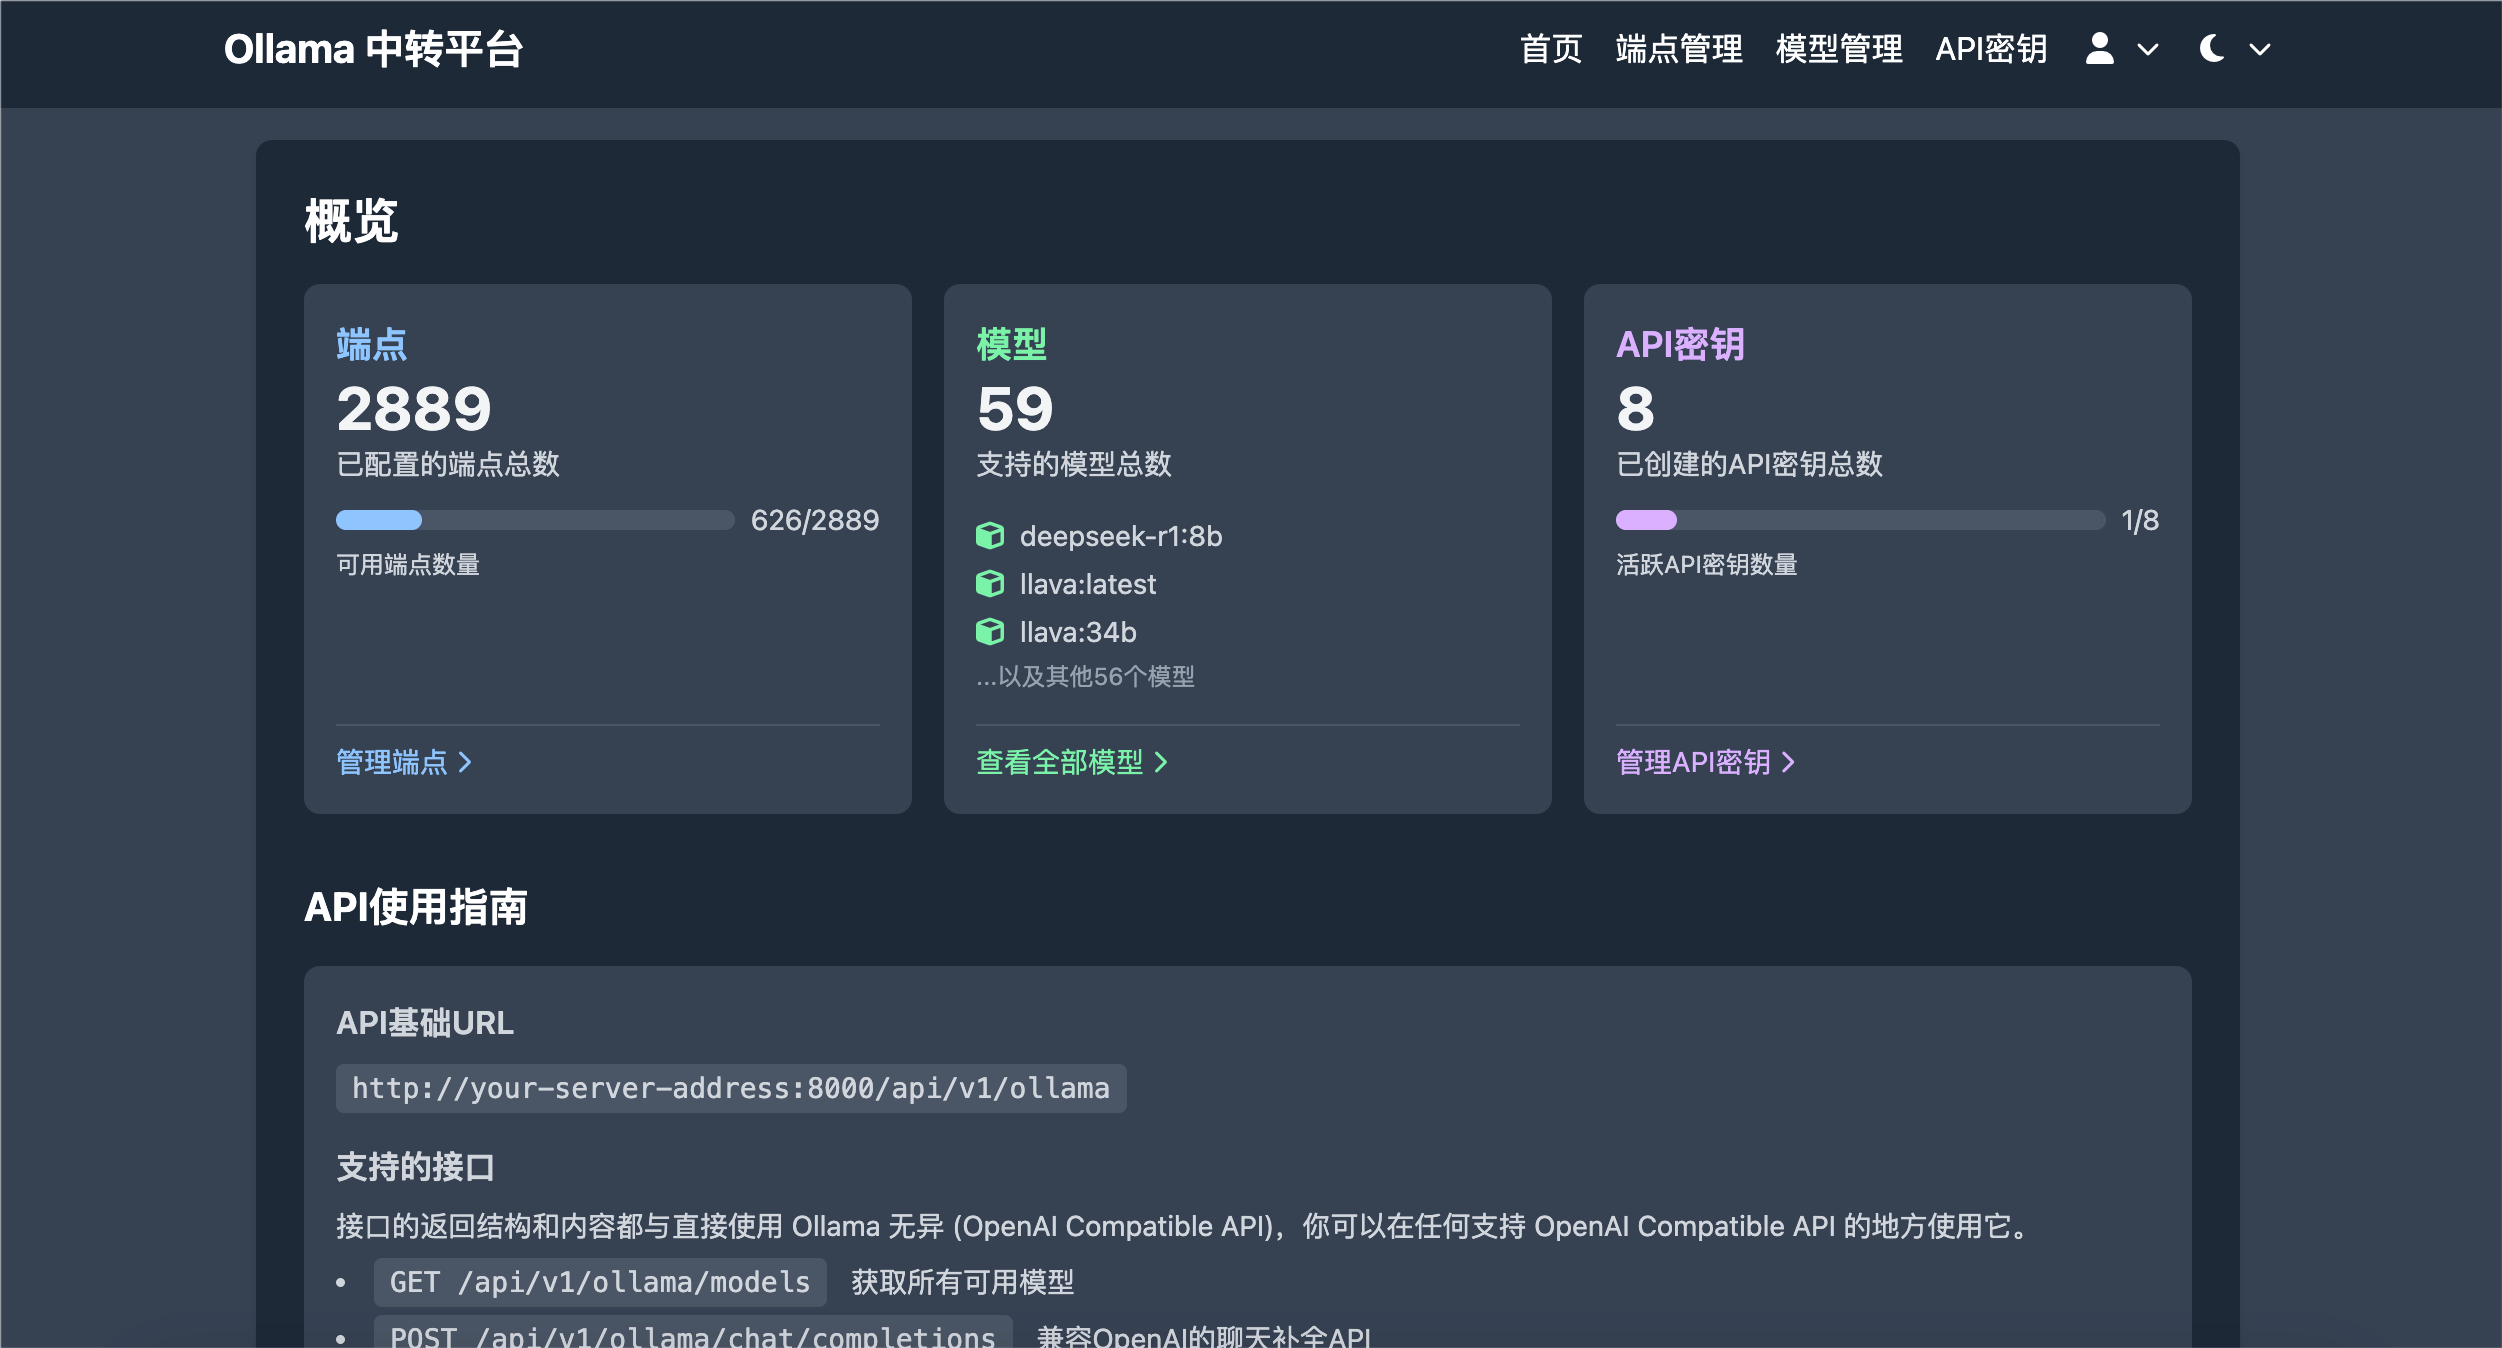 Ollama 中转平台
首页 端点管理 模型管理 API密钥
概览
端点
2889
已配置的端点总数
626/2889
可用端点数量
管理端点
模型
59
支持的模型总数
deepseek-r1:8b
llava:latest
llava:34b
...以及其他56个模型
查看全部模型
API密钥
8
已创建的API密钥总数
1/8
活跃API密钥数量
管理API密钥
API使用指南
API基础URL
http://your-server-address:8000/api/v1/ollama
支持的接口
接口的返回结构和内容都与直接使用 Ollama 无异 (OpenAI Compatible API)，你可以在任何支持 OpenAI Compatible API 的地方使用它。
• GET /api/v1/ollama/models 获取所有可用模型
• POST /api/v1/ollama/chat/completions 兼容OpenAI的聊天补全API